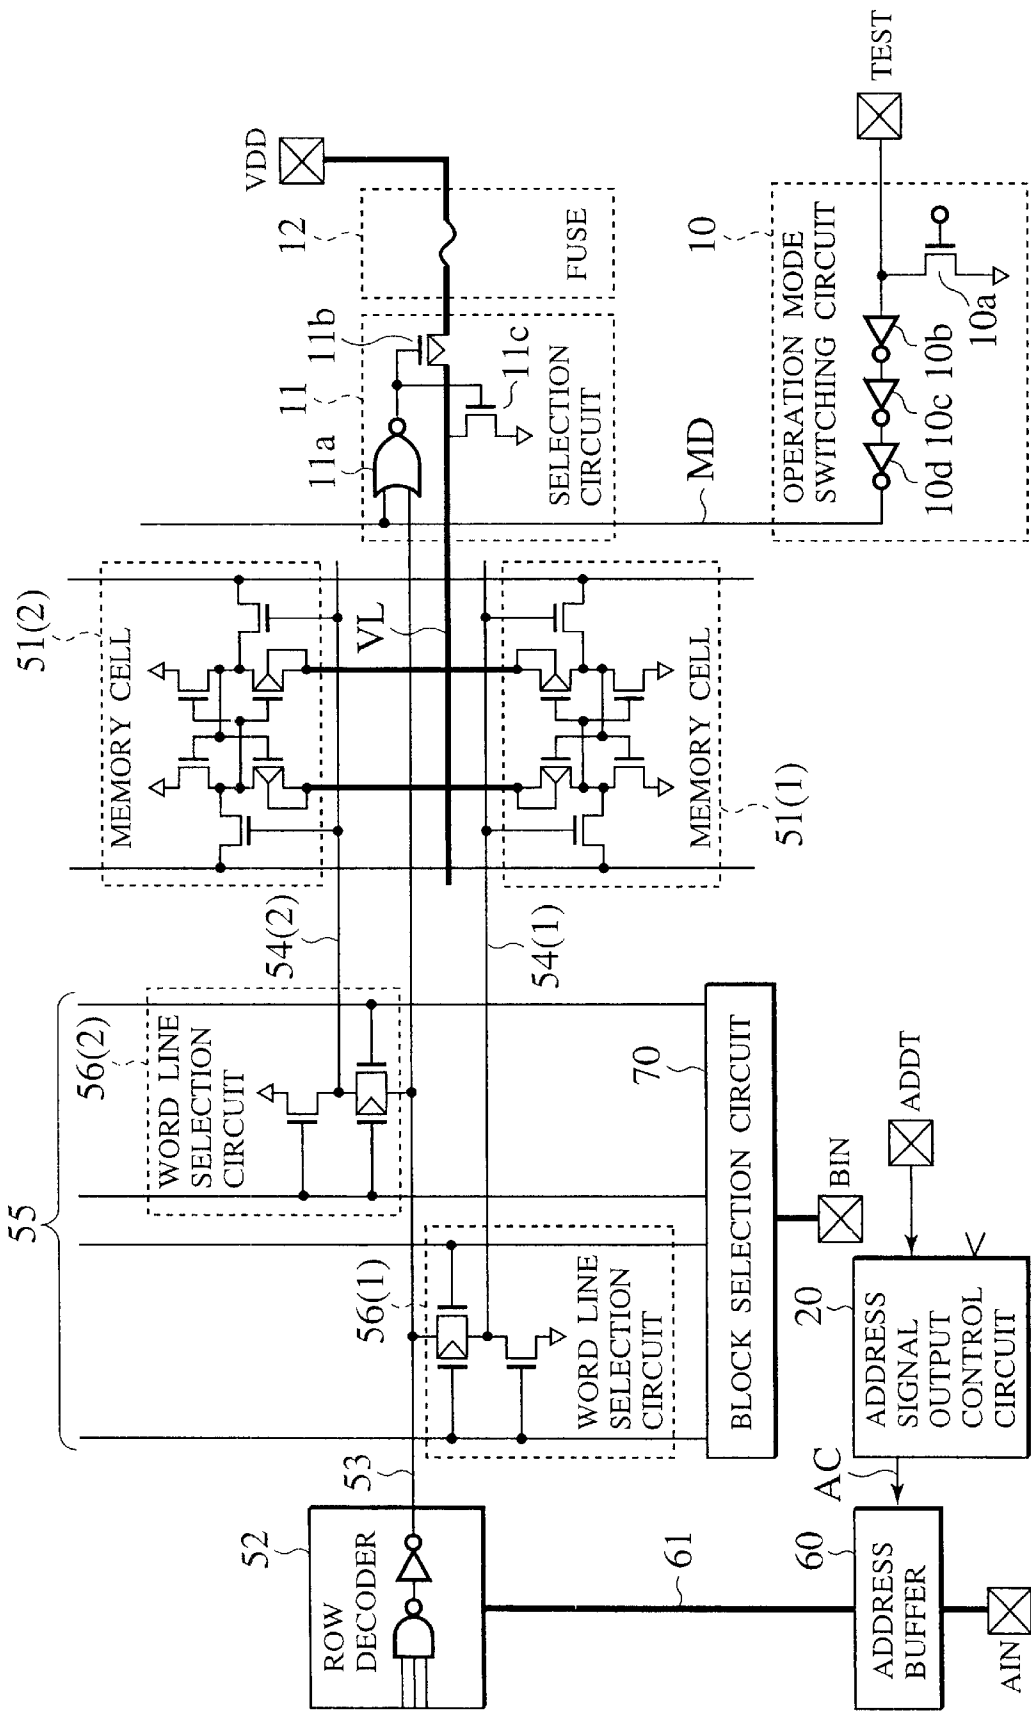 55
56(2)
WORD LINE
SELECTION
CIRCUIT
54(2)
51(2)
MEMORY CELL
VL
VDD
12
FUSE
11
11a
11b
11c
SELECTION
CIRCUIT
52
ROW
DECODER
53
56(1)
WORD LINE
SELECTION
CIRCUIT
54(1)
MEMORY CELL
51(1)
MD
10
OPERATION MODE
SWITCHING CIRCUIT
10d
10c
10b
10a
TEST
61
70
BLOCK SELECTION CIRCUIT
BIN
60
ADDRESS
BUFFER
AIN
AC
20
ADDRESS
SIGNAL
OUTPUT
CONTROL
CIRCUIT
ADDT